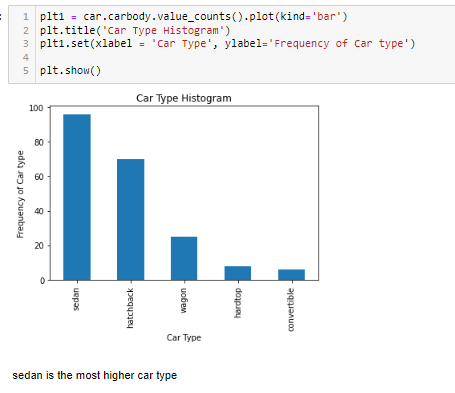 1 plt1 = car.carbody.value_counts().plot(kind='bar')
2 plt.title('Car Type Histogram')
3 plt1.set(xlabel = 'Car Type', ylabel='Frequency of Car type')
4
5 plt.show()
Car Type Histogram
100
80
60
40
20
0
Frequency of Car type
sedan
hatchback
wagon
hardtop
convertible
Car Type
sedan is the most higher car type